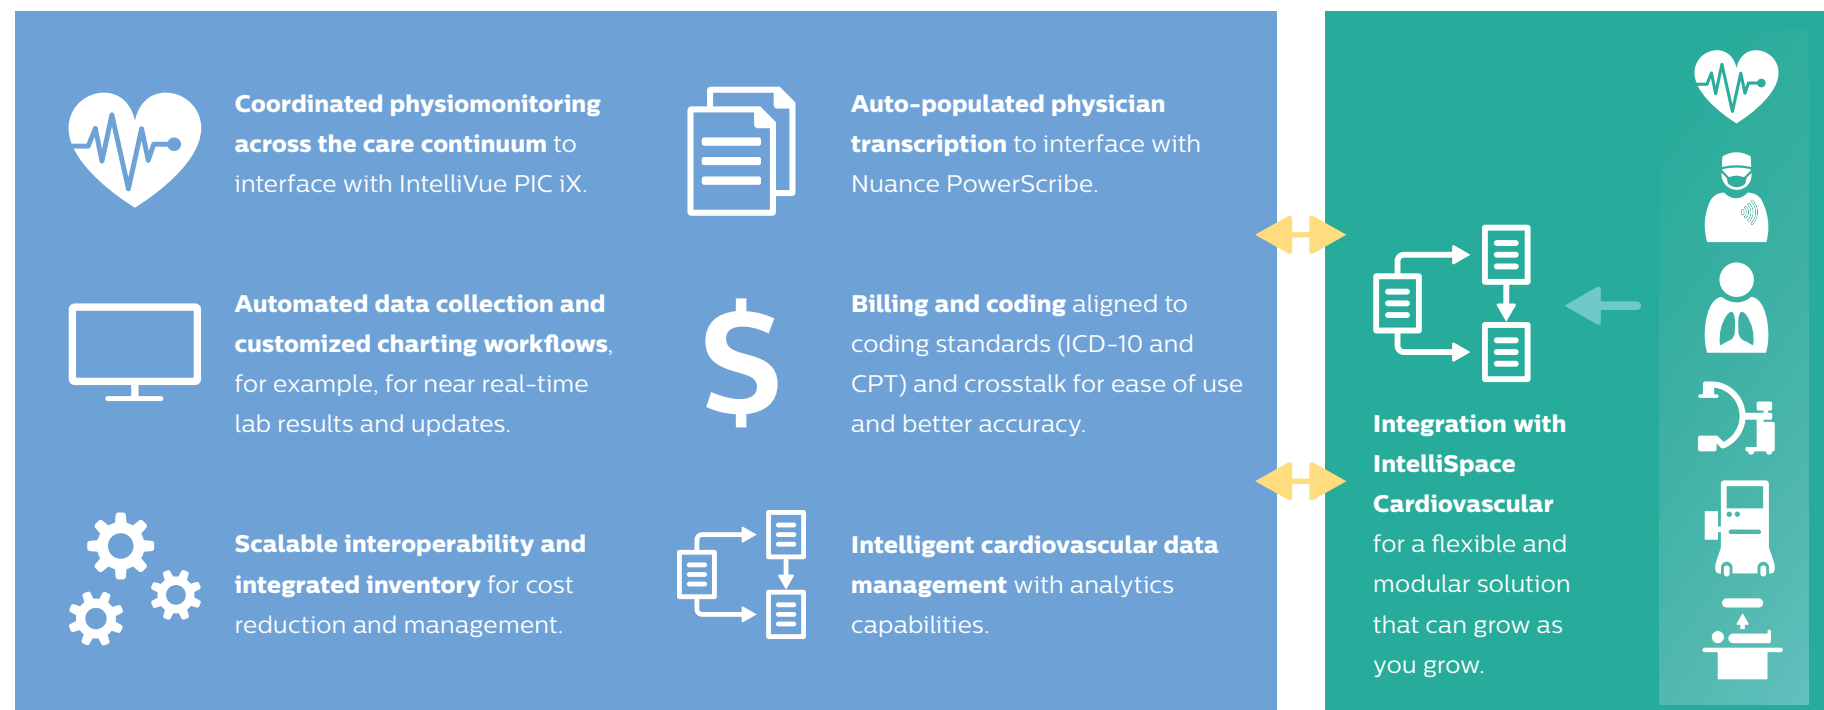 Coordinated physiomonitoring
across the care continuum to
interface with IntelliVue PIC iX.
Auto-populated physician
transcription to interface with
Nuance PowerScribe.
Automated data collection and
customized charting workflows,
for example, for near real-time
lab results and updates.
Billing and coding aligned to
coding standards (ICD-10 and
CPT) and crosstalk for ease of use
and better accuracy.
Scalable interoperability and
integrated inventory for cost
reduction and management.
Intelligent cardiovascular data
management with analytics
capabilities.
Integration with
IntelliSpace
Cardiovascular
for a flexible and
modular solution
that can grow as
you grow.